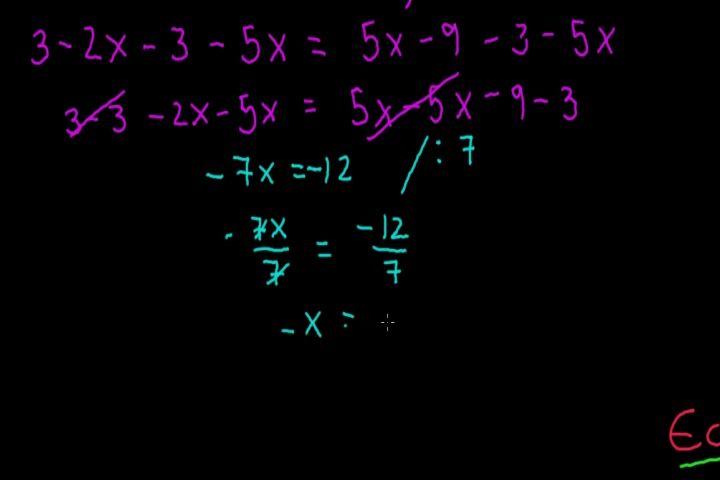 3 - 2x - 3 - 5x = 5x - 9 - 3 - 5x
3 - 3 - 2x - 5x = 5x - 5x - 9 - 3
- 7x = -12 / : 7
- 7x/7 = -12/7
- x =